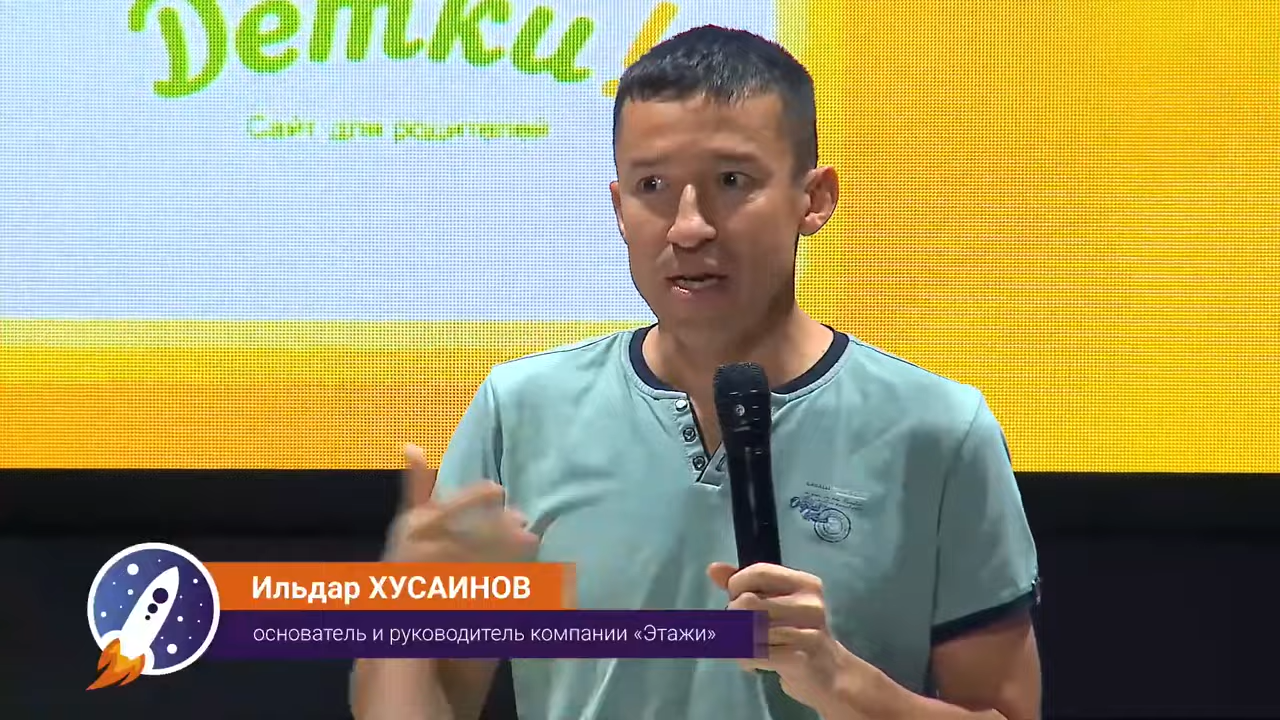 Детки!
Сайт для родителей
Ильдар ХУСАИНОВ
основатель и руководитель компании «Этажи»